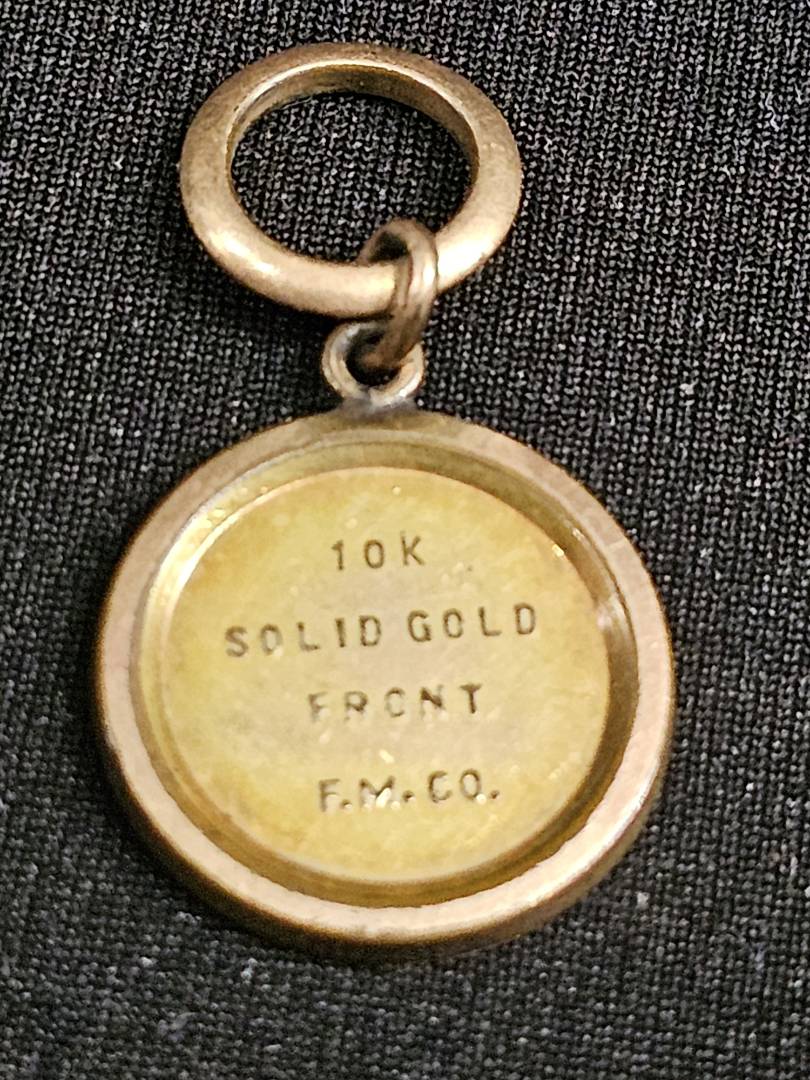 10K
SOLID GOLD
FRONT
F.M.CO.